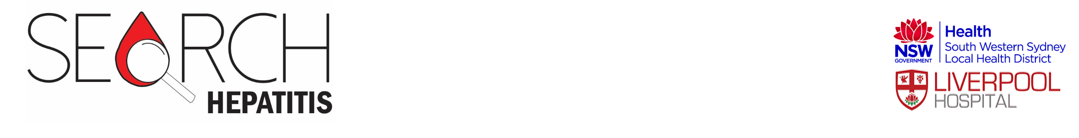 SEARCH
HEPATITIS
NSW
GOVERNMENT
Health
South Western Sydney
Local Health District
LIVERPOOL
HOSPITAL